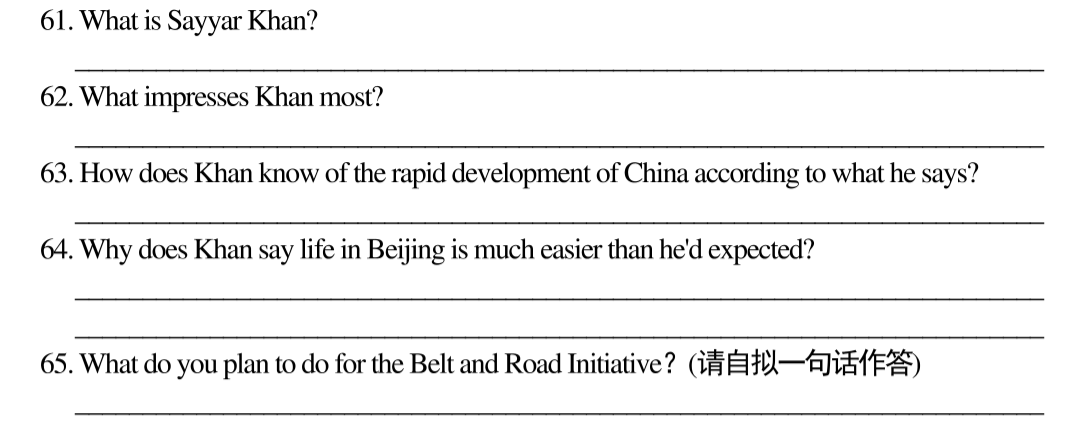 61. What is Sayyar Khan?
62. What impresses Khan most?
63. How does Khan know of the rapid development of China according to what he says?
64. Why does Khan say life in Beijing is much easier than he'd expected?
65. What do you plan to do for the Belt and Road Initiative? (请自拟一句话作答)